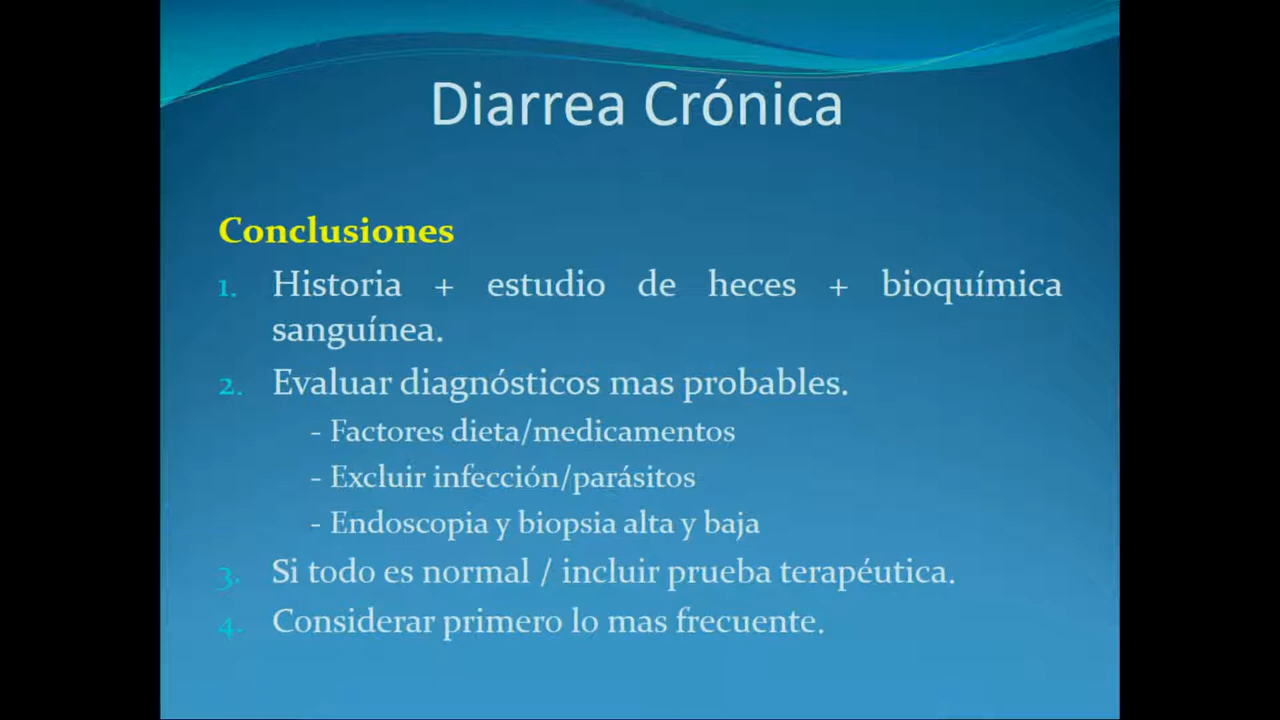 Diarrea Crónica
Conclusiones
1. Historia + estudio de heces + bioquímica
sanguínea.
2. Evaluar diagnósticos mas probables.
- Factores dieta/medicamentos
- Excluir infección/parásitos
- Endoscopia y biopsia alta y baja
3. Si todo es normal / incluir prueba terapéutica.
4. Considerar primero lo mas frecuente.